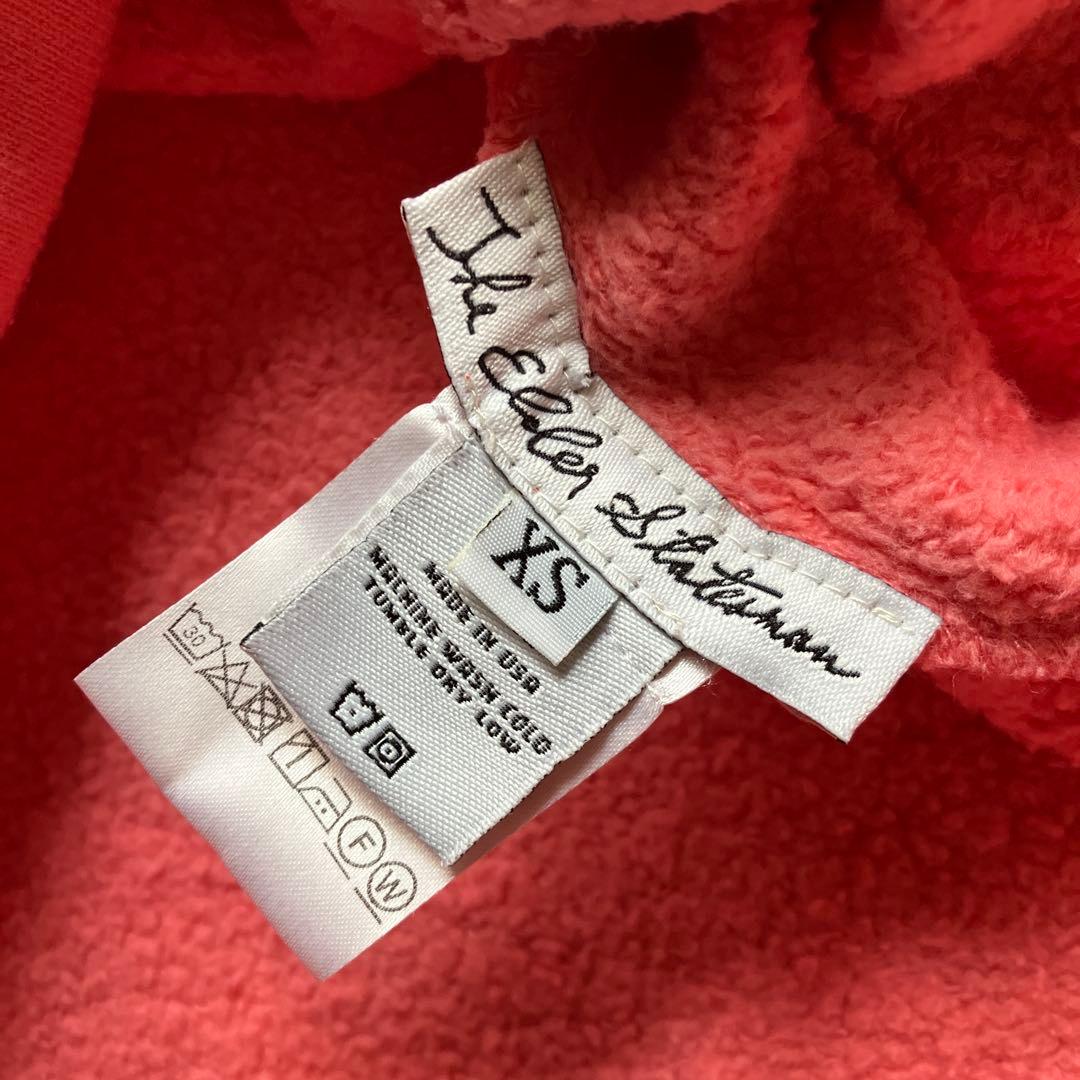 The Elder Statesman
XS
MADE IN USA
MACHINE WASH COLD
TUMBLE DRY LOW
30
F
W